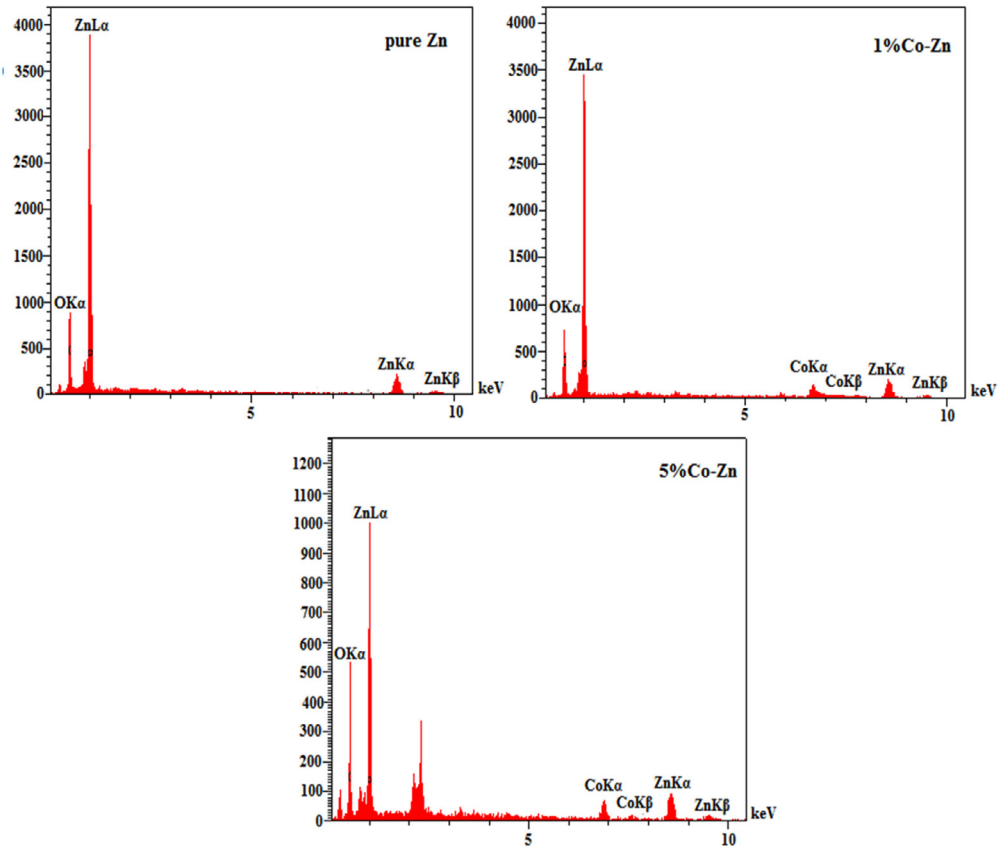 pure Zn
4000
3500
3000
2500
2000
1500
1000
500
0
ZnLα
OKα
ZnKα
ZnKβ
5
10
keV
1%Co-Zn
4000
3500
3000
2500
2000
1500
1000
500
0
ZnLα
OKα
CoKα
CoKβ
ZnKα
ZnKβ
5
10
keV
5%Co-Zn
1200
1100
1000
900
800
700
600
500
400
300
200
100
0
ZnLα
OKα
CoKα
CoKβ
ZnKα
ZnKβ
5
10
keV